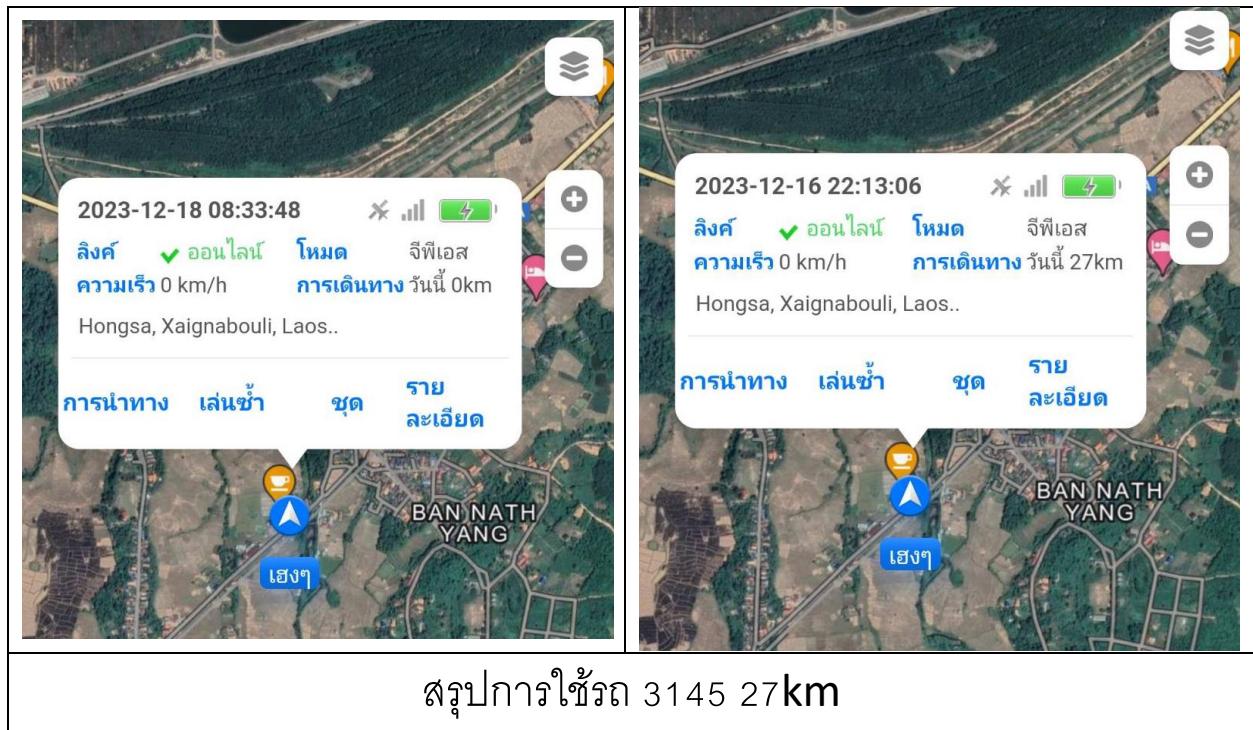 2023-12-18 08:33:48
ลิงค์ ออนไลน์ โหมด จีพีเอส
ความเร็ว 0 km/h การเดินทาง วันนี้ 0km
Hongsa, Xaignabouli, Laos..
การนำทาง เล่นซ้ำ ชุด ราย
ละเอียด
BAN NATH
YANG
เฮงๆ
2023-12-16 22:13:06
ลิงค์ ออนไลน์ โหมด จีพีเอส
ความเร็ว 0 km/h การเดินทาง วันนี้ 27km
Hongsa, Xaignabouli, Laos..
การนำทาง เล่นซ้ำ ชุด ราย
ละเอียด
BAN NATH
YANG
เฮงๆ
สรุปการใช้รถ 3145 27km